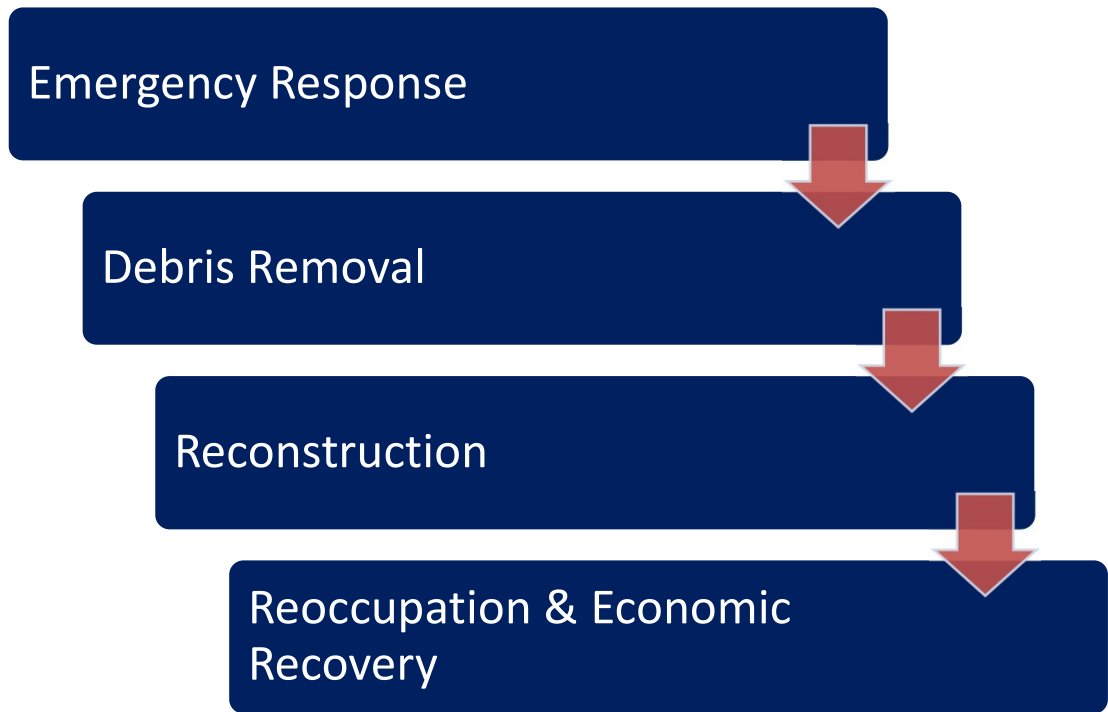 Emergency Response
Debris Removal
Reconstruction
Reoccupation & Economic
Recovery